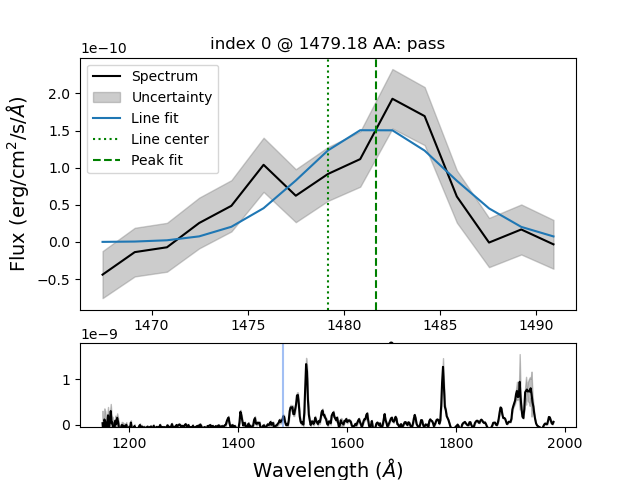 index 0 @ 1479.18 AA: pass
1e−10
Flux (erg/cm²/s/Å)
2.0
1.5
1.0
0.5
0.0
−0.5
Spectrum
Uncertainty
Line fit
Line center
Peak fit
1470 1475 1480 1485 1490
1e−9
1
0
1200 1400 1600 1800 2000
Wavelength (Å)